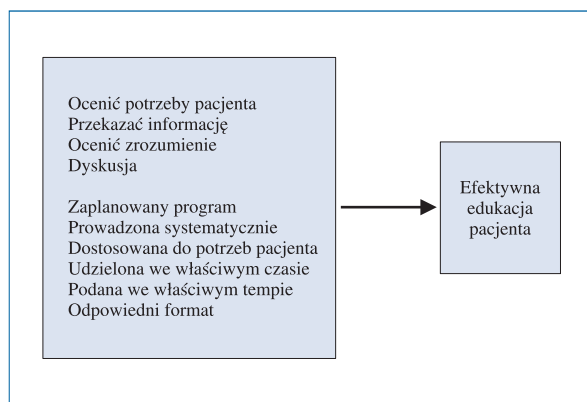 Ocenić potrzeby pacjenta
Przekazać informację
Ocenić zrozumienie
Dyskusja
Zaplanowany program
Prowadzona systematycznie
Dostosowana do potrzeb pacjenta
Udzielona we właściwym czasie
Podana we właściwym tempie
Odpowiedni format
Efektywna
edukacja
pacjenta